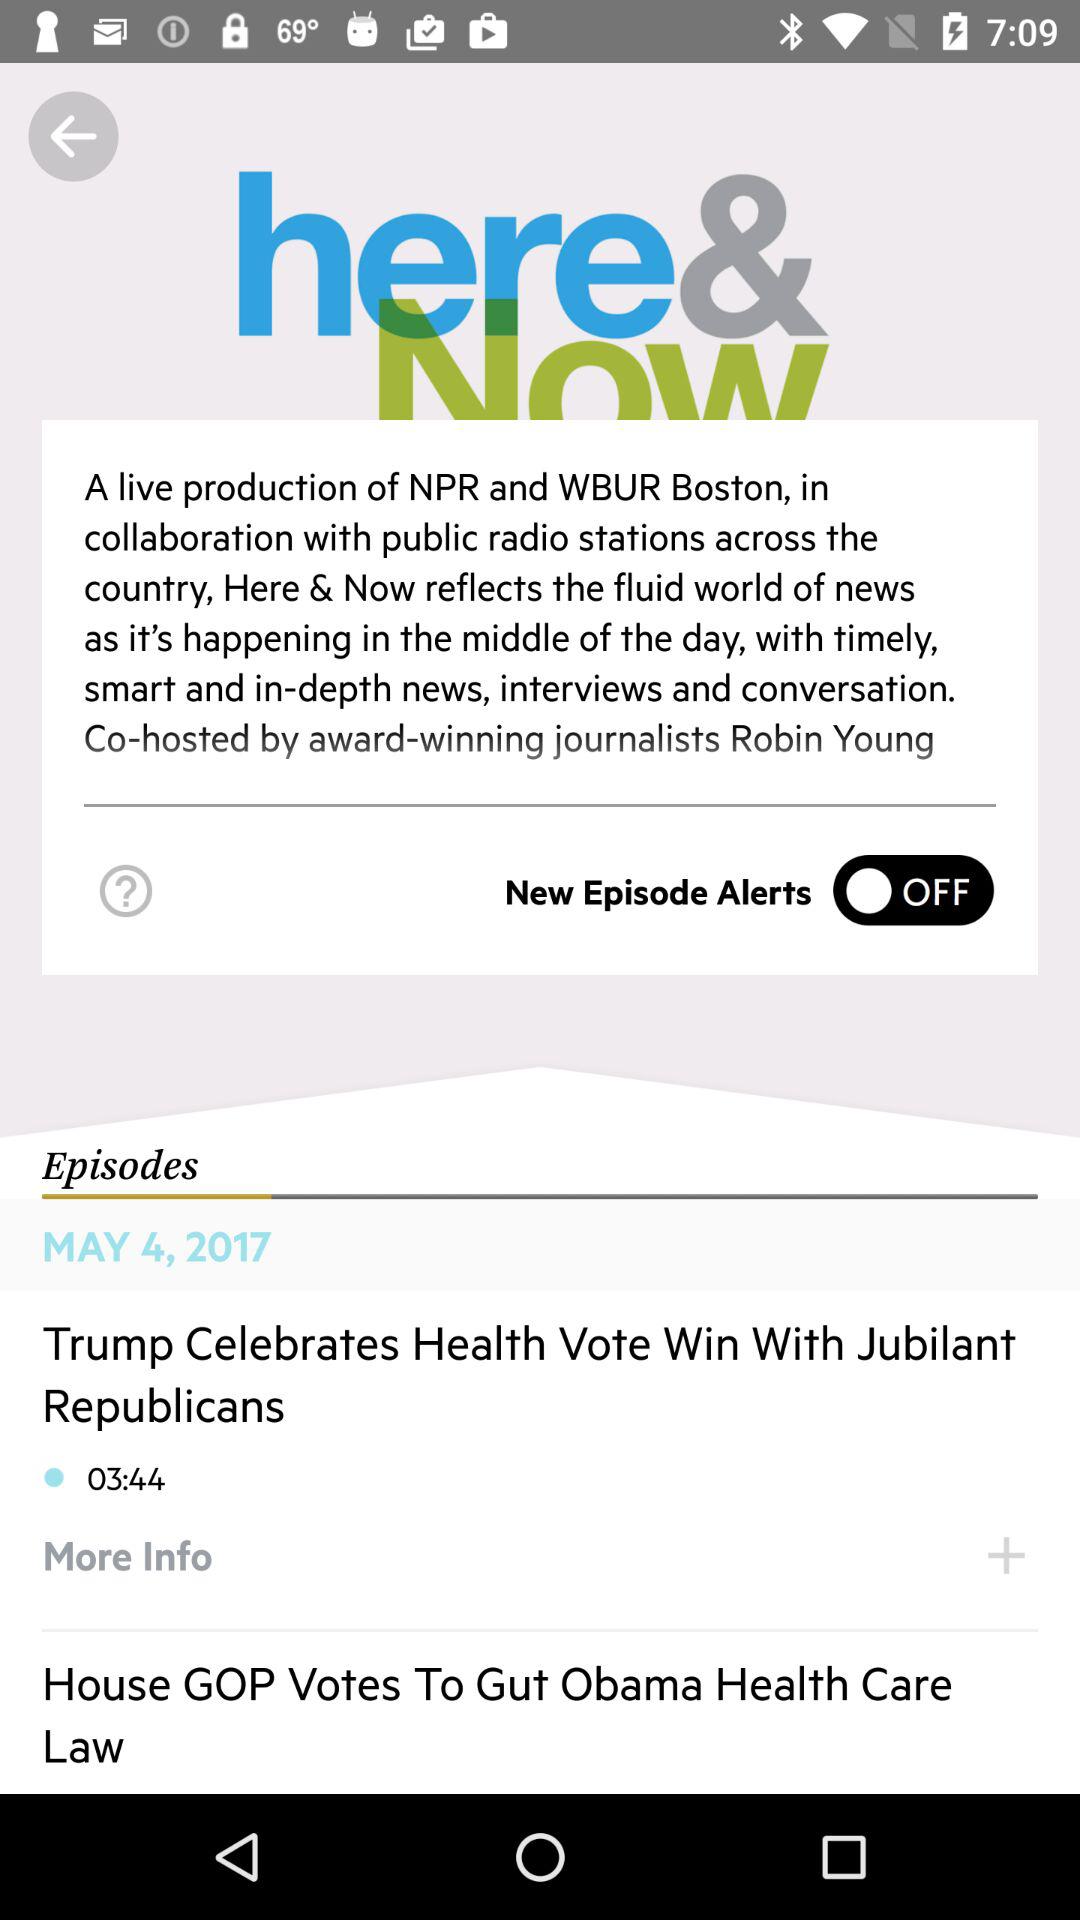 69° 7:09
here&
Now
A live production of NPR and WBUR Boston, in
collaboration with public radio stations across the
country, Here & Now reflects the fluid world of news
as it’s happening in the middle of the day, with timely,
smart and in-depth news, interviews and conversation.
Co-hosted by award-winning journalists Robin Young
New Episode Alerts OFF
Episodes
MAY 4, 2017
Trump Celebrates Health Vote Win With Jubilant
Republicans
03:44
More Info
House GOP Votes To Gut Obama Health Care
Law